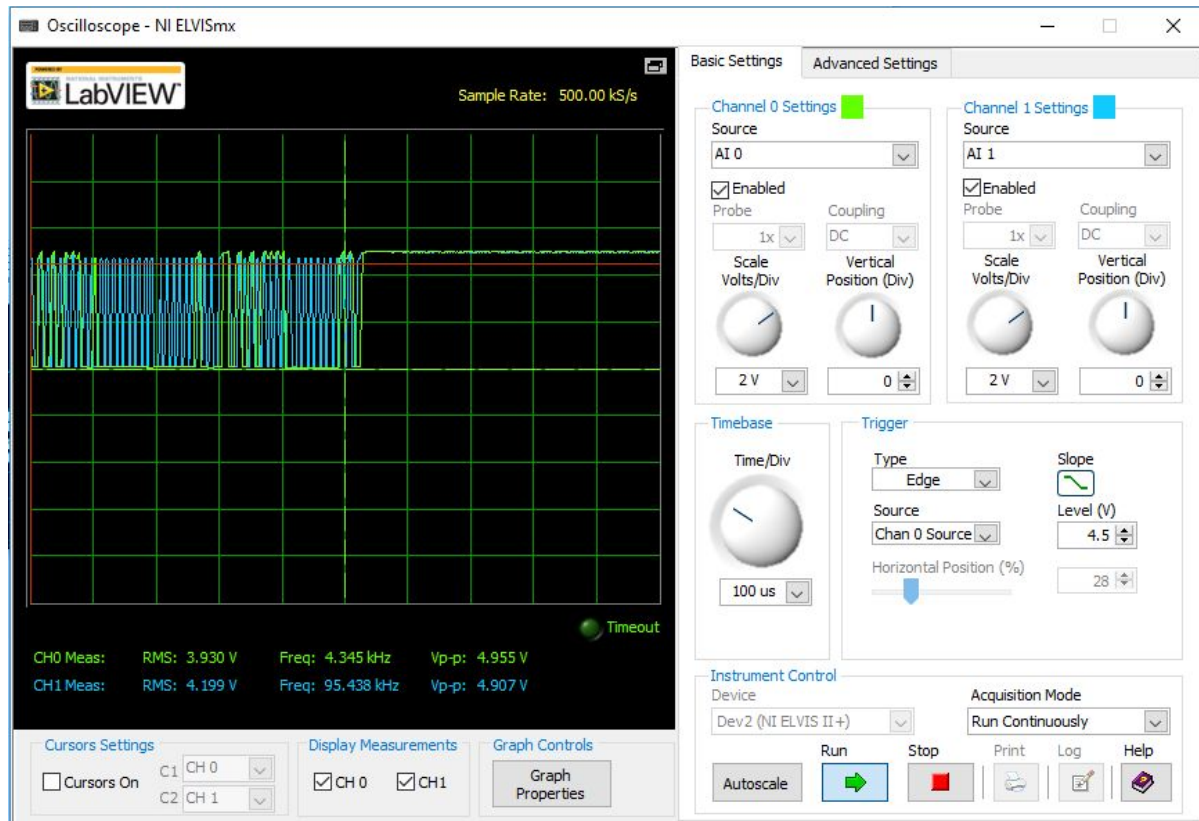 Oscilloscope - NI ELVISmx
POWERED BY
NATIONAL INSTRUMENTS
LabVIEW™
Sample Rate: 500.00 kS/s
Timeout
CH0 Meas: RMS: 3.930 V Freq: 4.345 kHz Vp-p: 4.955 V
CH1 Meas: RMS: 4.199 V Freq: 95.438 kHz Vp-p: 4.907 V
Cursors Settings
Cursors On
C1 CH 0
C2 CH 1
Display Measurements
CH 0 CH1
Graph Controls
Graph
Properties
Basic Settings Advanced Settings
Channel 0 Settings
Source
AI 0
Enabled
Probe Coupling
1x DC
Scale Vertical
Volts/Div Position (Div)
2 V 0
Channel 1 Settings
Source
AI 1
Enabled
Probe Coupling
1x DC
Scale Vertical
Volts/Div Position (Div)
2 V 0
Timebase
Time/Div
100 us
Trigger
Type Slope
Edge
Source Level (V)
Chan 0 Source 4.5
Horizontal Position (%)
28
Instrument Control
Device Acquisition Mode
Dev2 (NI ELVIS II+) Run Continuously
Run Stop Print Log Help
Autoscale